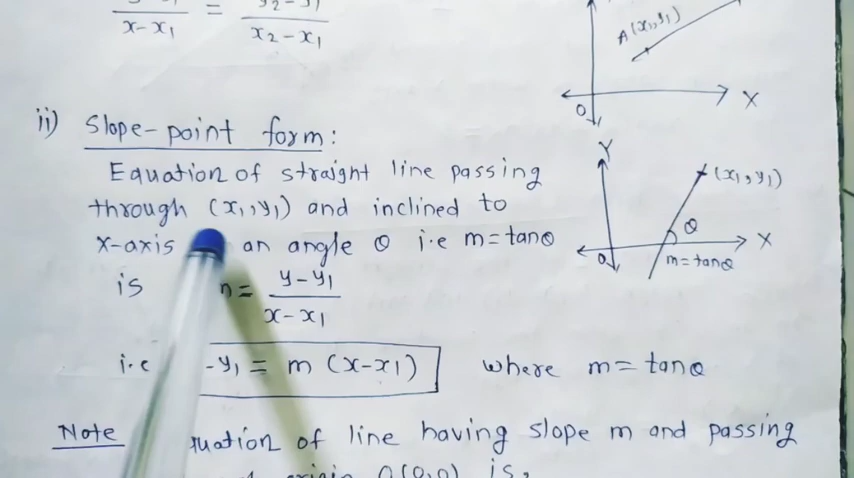 x-x₁ = x₂-x₁
A(x₁,y₁)
O
X
ii) Slope-point form:
Equation of straight line passing
through (x₁,y₁) and inclined to
x-axis an angle θ i.e m=tanθ
is = y-y₁
x-x₁
i.e -y₁ = m (x-x₁) where m = tanθ
Y
(x₁,y₁)
θ
X
O
m=tanθ
Note of line having slope m and passing
O(0,0) is,